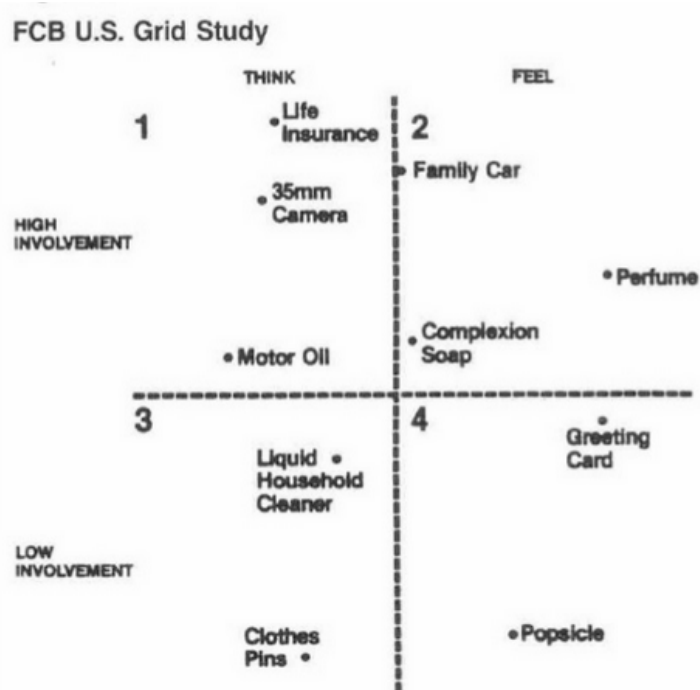 FCB U.S. Grid Study
THINK
FEEL
1
Life
Insurance
2
Family Car
35mm
Camera
HIGH
INVOLVEMENT
Perfume
Complexion
Soap
Motor Oil
3
4
Greeting
Card
Liquid
Household
Cleaner
LOW
INVOLVEMENT
Clothes
Pins
Popsicle